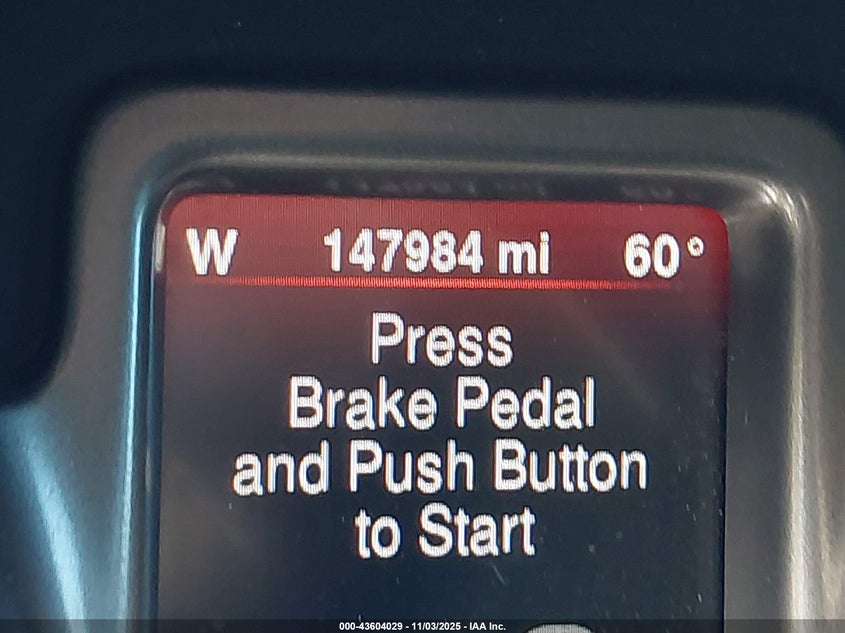 W 147984 mi 60°
Press
Brake Pedal
and Push Button
to Start
000-43604029 - 11/03/2025 - IAA Inc.